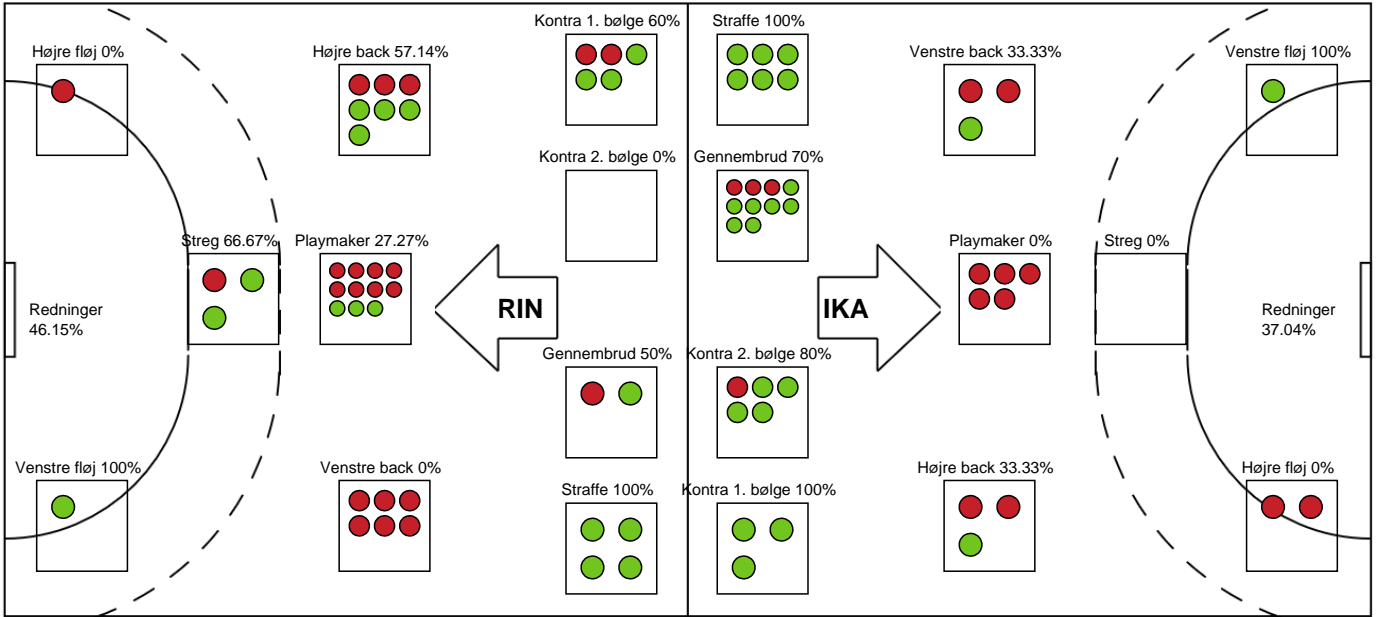 Kontra 1. bølge 60%
Straffe 100%
Højre fløj 0%
Højre back 57.14%
Venstre back 33.33%
Venstre fløj 100%
Kontra 2. bølge 0%
Gennembrud 70%
Streg 66.67%
Playmaker 27.27%
Playmaker 0%
Streg 0%
Redninger
46.15%
RIN
IKA
Redninger
37.04%
Gennembrud 50%
Kontra 2. bølge 80%
Venstre fløj 100%
Venstre back 0%
Højre back 33.33%
Højre fløj 0%
Straffe 100%
Kontra 1. bølge 100%